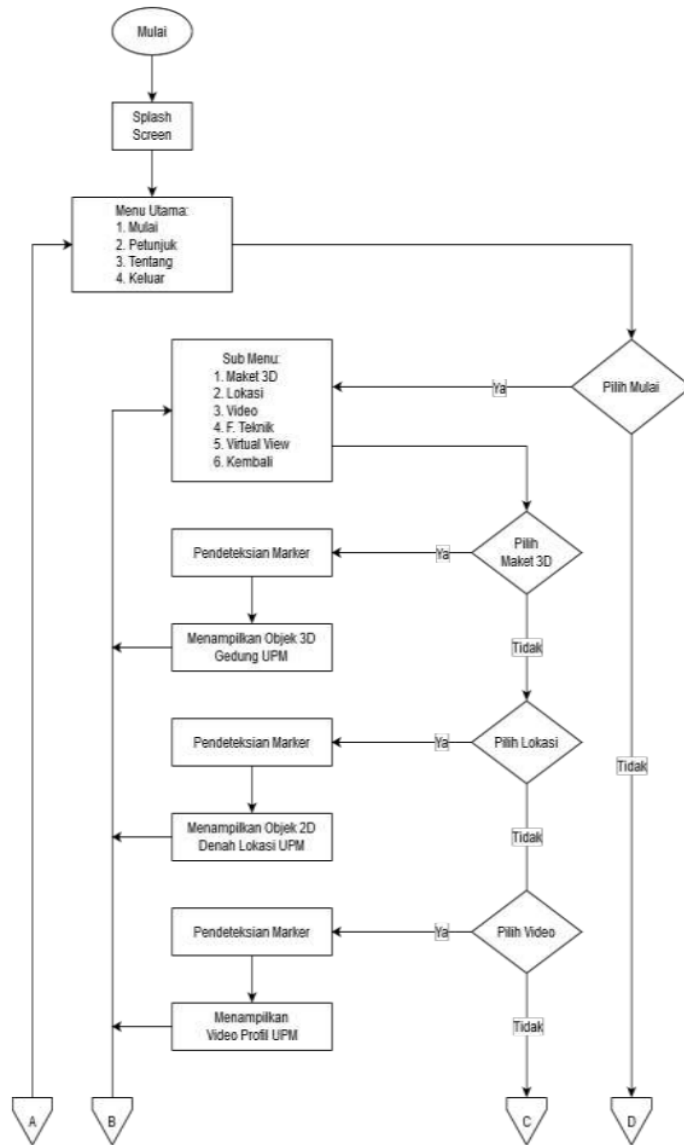 Mulai
Splash
Screen
Menu Utama:
1. Mulai
2. Petunjuk
3. Tentang
4. Keluar
Pilih Mulai
Ya
Sub Menu:
1. Maket 3D
2. Lokasi
3. Video
4. F. Teknik
5. Virtual View
6. Kembali
Pilih
Maket 3D
Ya
Pendeteksian Marker
Menampilkan Objek 3D
Gedung UPM
Tidak
Pilih Lokasi
Ya
Pendeteksian Marker
Tidak
Menampilkan Objek 2D
Denah Lokasi UPM
Tidak
Pilih Video
Ya
Pendeteksian Marker
Menampilkan
Video Profil UPM
Tidak
A
B
C
D